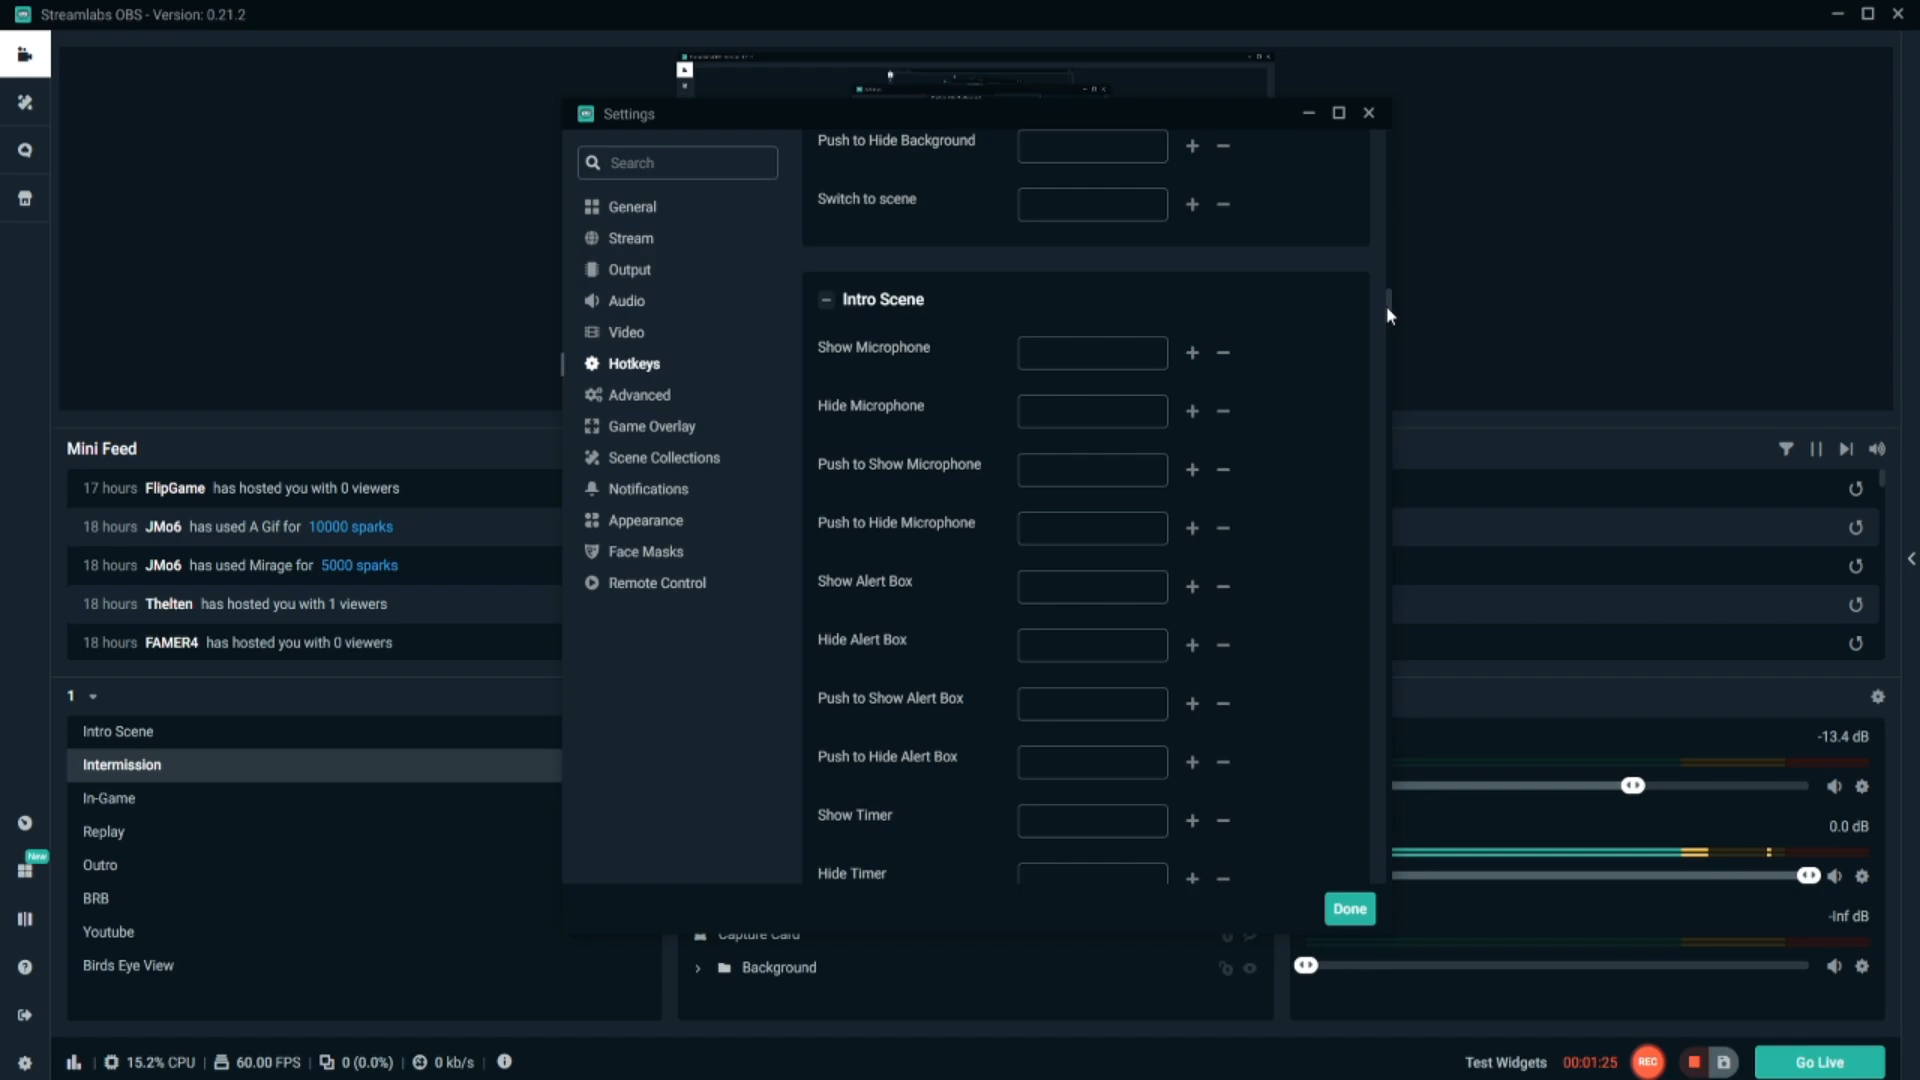 Streamlabs OBS - Version: 0.21.2
Settings
Search
General
Stream
Output
Audio
Video
Hotkeys
Advanced
Game Overlay
Scene Collections
Notifications
Appearance
Face Masks
Remote Control
Push to Hide Background
Switch to scene
Intro Scene
Show Microphone
Hide Microphone
Push to Show Microphone
Push to Hide Microphone
Show Alert Box
Hide Alert Box
Push to Show Alert Box
Push to Hide Alert Box
Show Timer
Hide Timer
Done
Mini Feed
17 hours FlipGame has hosted you with 0 viewers
18 hours JMo6 has used A Gif for 10000 sparks
18 hours JMo6 has used Mirage for 5000 sparks
18 hours Thelten has hosted you with 1 viewers
18 hours FAMER4 has hosted you with 0 viewers
1
Intro Scene
Intermission
In-Game
Replay
Outro
BRB
Youtube
Birds Eye View
New
Capture Card
Background
-13.4 dB
0.0 dB
-Inf dB
15.2% CPU
60.00 FPS
0 (0.0%)
0 kb/s
Test Widgets
00:01:25
REC
Go Live